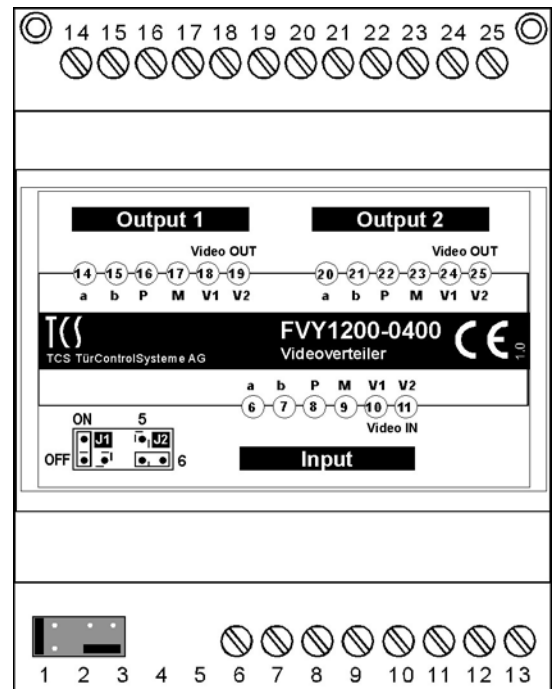 14 15 16 17 18 19 20 21 22 23 24 25
Output 1 Output 2
Video OUT Video OUT
14 15 16 17 18 19 20 21 22 23 24 25
a b P M V1 V2 a b P M V1 V2
TCS FVY1200-0400 CE 1.0
TCS TürControlSysteme AG Videoverteiler
a b P M V1 V2
6 7 8 9 10 11
Video IN
ON 5
J1 J2
OFF 6
Input
1 2 3 4 5 6 7 8 9 10 11 12 13